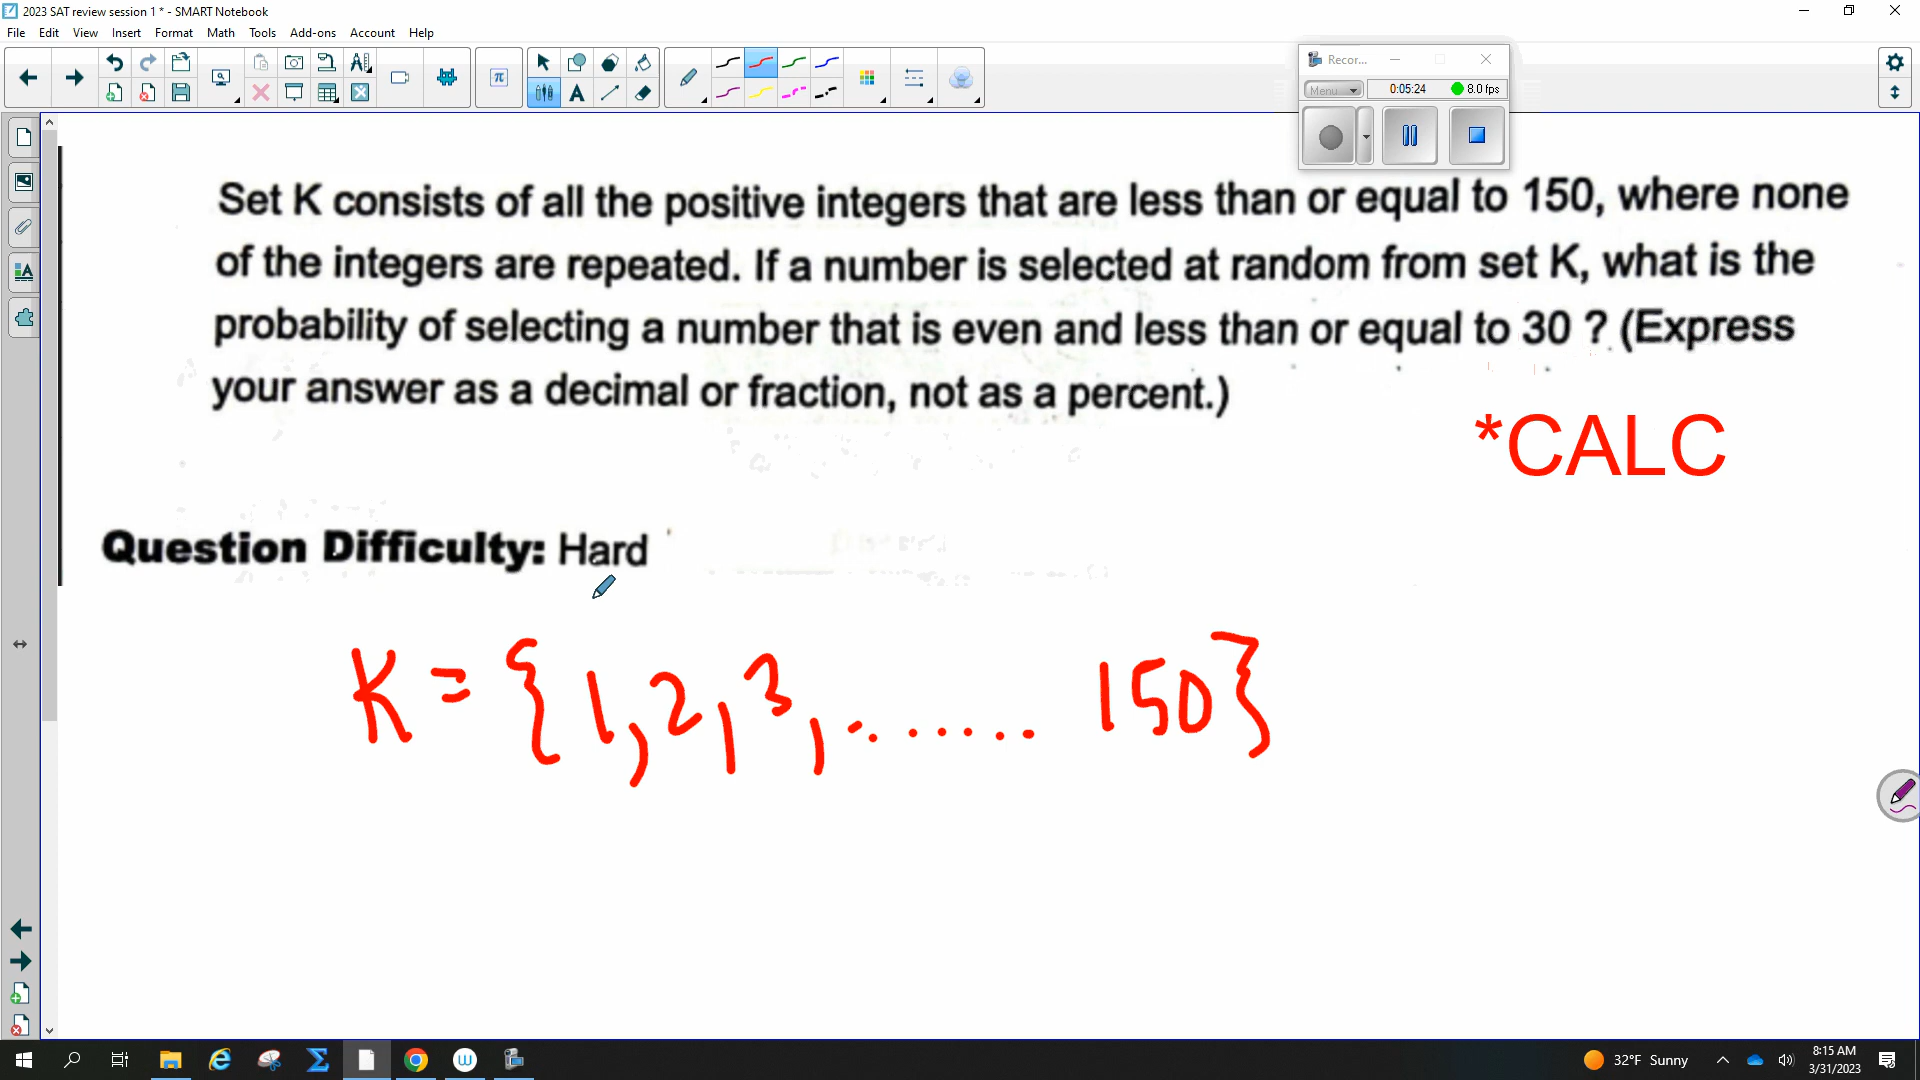 2023 SAT review session 1 * - SMART Notebook
File Edit View Insert Format Math Tools Add-ons Account Help
Recor...
Menu 0:05:24 8.0 fps
Set K consists of all the positive integers that are less than or equal to 150, where none
of the integers are repeated. If a number is selected at random from set K, what is the
probability of selecting a number that is even and less than or equal to 30 ? (Express
your answer as a decimal or fraction, not as a percent.)
*CALC
Question Difficulty: Hard
K = { 1, 2, 3, ........ 150}
32°F Sunny
8:15 AM
3/31/2023